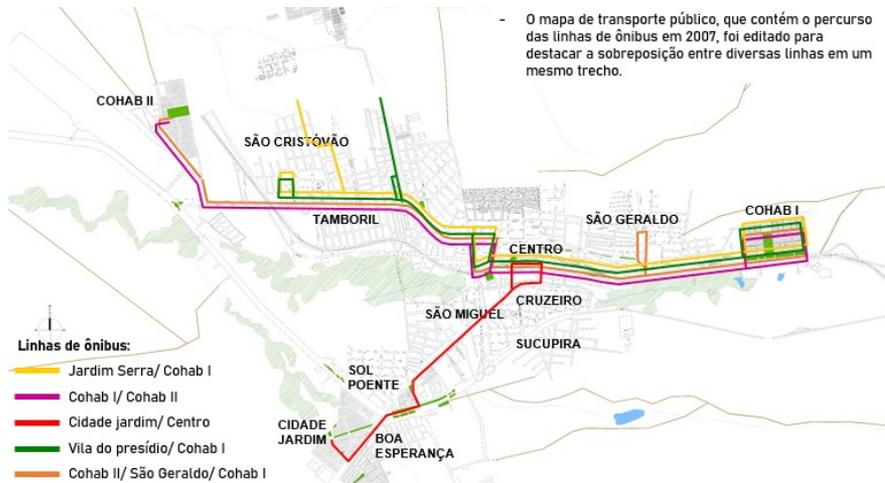 - O mapa de transporte público, que contém o percurso
das linhas de ônibus em 2007, foi editado para
destacar a sobreposição entre diversas linhas em um
mesmo trecho.
COHAB II
SÃO CRISTÓVÃO
TAMBORIL
SÃO GERALDO
COHAB I
CENTRO
CRUZEIRO
SÃO MIGUEL
SUCUPIRA
SOL
POENTE
CIDADE
JARDIM
BOA
ESPERANÇA
Linhas de ônibus:
Jardim Serra/ Cohab I
Cohab I/ Cohab II
Cidade jardim/ Centro
Vila do presídio/ Cohab I
Cohab II/ São Geraldo/ Cohab I